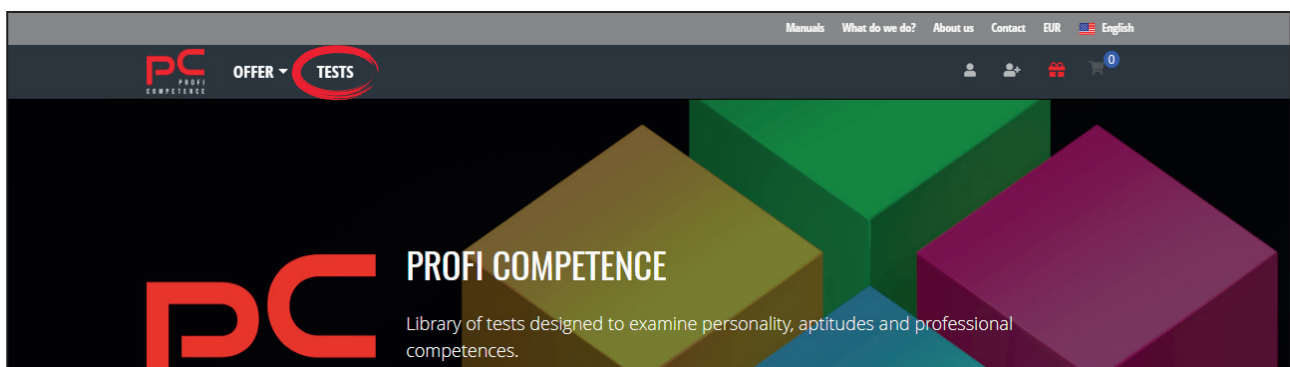 Manuals What do we do? About us Contact EUR English
PC PROFI COMPETENCE OFFER TESTS 0
PC
PROFI COMPETENCE
Library of tests designed to examine personality, aptitudes and professional
competences.